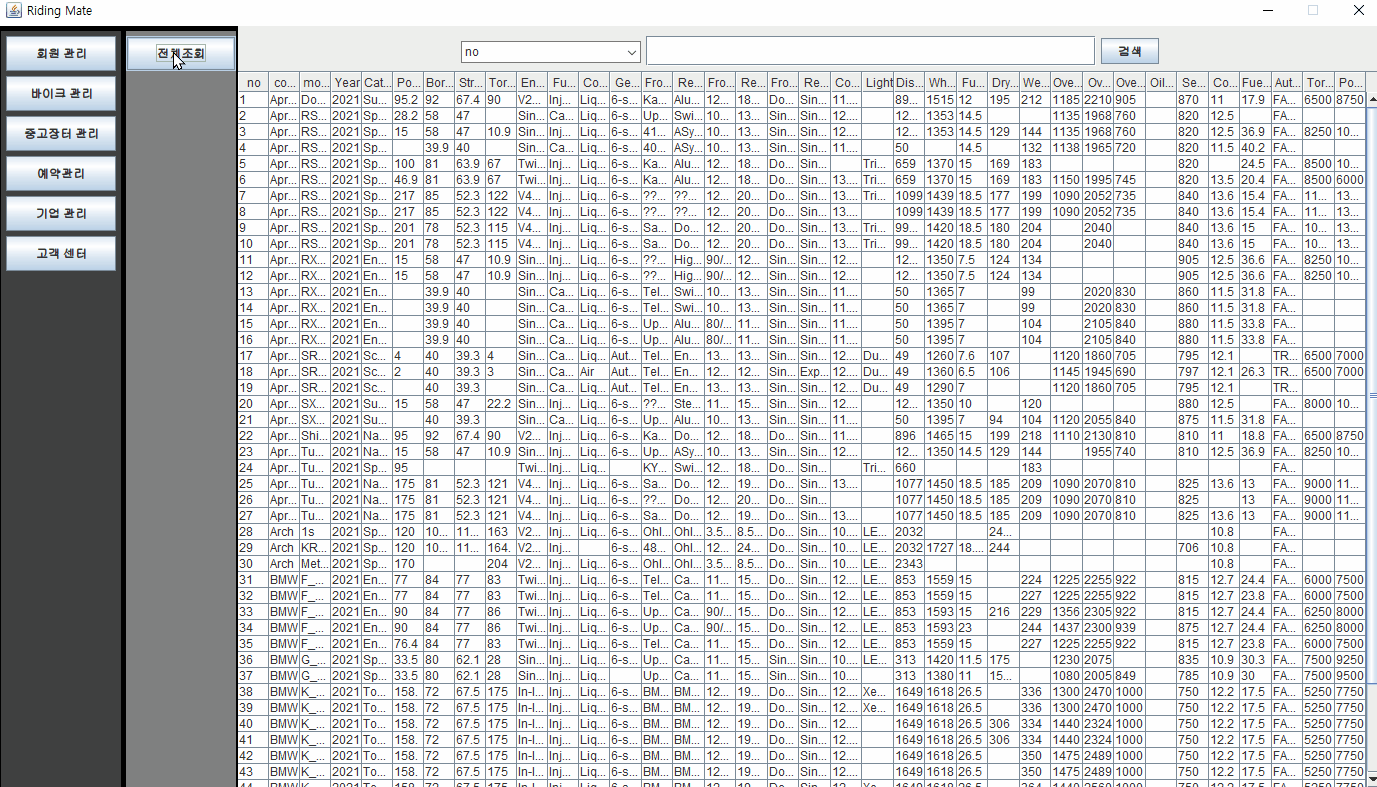 Riding Mate
회원 관리
바이크 관리
중고장터 관리
예약관리
기업 관리
고객 센터
전체조회
no
검색
no co... mo... Year Cat... Po... Bor... Str... Tor... En... Fu... Co... Ge... Fro... Re... Fro... Re... Fro... Re... Co... Light Dis... Wh... Fu... Dry... We... Ove... Ov... Ove... Oil... Se... Co... Fue... Aut... Tor... Po...
1 Apr... Do... 2021 Su... 95.2 92 67.4 90 V2... Inj... Liq... 6-s... Ka... Alu... 12... 18... Do... Sin... 11.... 89... 1515 12 195 212 1185 2210 905 870 11 17.9 FA... 6500 8750
2 Apr... RS... 2021 Sp... 28.2 58 47 Sin... Ca... Liq... 6-s... Up... Swi... 10... 13... Sin... Sin... 12... 1353 14.5 1135 1968 760 820 12.5 FA...
3 Apr... RS... 2021 Sp... 15 58 47 10.9 Sin... Inj... Liq... 6-s... 41... ASy... 10... 13... Sin... Sin... 12.... 12... 1353 14.5 129 144 1135 1968 760 820 12.5 36.9 FA... 8250 10...
4 Apr... RS... 2021 Sp... 39.9 40 Sin... Ca... Liq... 6-s... 40... ASy... 10... 13... Sin... Sin... 11.... 50 14.5 132 1138 1965 720 820 11.5 40.2 FA...
5 Apr... RS... 2021 Sp... 100 81 63.9 67 Twi... Inj... Liq... 6-s... Ka... Alu... 12... 18... Do... Sin... Tri... 659 1370 15 169 183 820 24.5 FA... 8500 10...
6 Apr... RS... 2021 Sp... 46.9 81 63.9 67 Twi... Inj... Liq... 6-s... Ka... Alu... 12... 18... Do... Sin... 13.... Tri... 659 1370 15 169 183 1150 1995 745 820 13.5 20.4 FA... 8500 6000
7 Apr... RS... 2021 Sp... 217 85 52.3 122 V4... Inj... Liq... 6-s... ??... ??... 12... 20... Do... Sin... 13.... Tri... 1099 1439 18.5 177 199 1090 2052 735 840 13.6 15.4 FA... 11... 13...
8 Apr... RS... 2021 Sp... 217 85 52.3 122 V4... Inj... Liq... 6-s... ??... ??... 12... 20... Do... Sin... 13.... 1099 1439 18.5 177 199 1090 2052 735 840 13.6 15.4 FA... 11... 13...
9 Apr... RS... 2021 Sp... 201 78 52.3 115 V4... Inj... Liq... 6-s... Sa... Do... 12... 20... Do... Sin... 13.... Tri... 99... 1420 18.5 180 204 2040 840 13.6 15 FA... 10... 13...
10 Apr... RS... 2021 Sp... 201 78 52.3 115 V4... Inj... Liq... 6-s... Sa... Do... 12... 20... Do... Sin... 13.... Tri... 99... 1420 18.5 180 204 2040 840 13.6 15 FA... 10... 13...
11 Apr... RX... 2021 En... 15 58 47 10.9 Sin... Inj... Liq... 6-s... ??... Hig... 90/... 12... Sin... Sin... 12... 1350 7.5 124 134 905 12.5 36.6 FA... 8250 10...
12 Apr... RX... 2021 En... 15 58 47 10.9 Sin... Inj... Liq... 6-s... ??... Hig... 90/... 12... Sin... Sin... 12... 1350 7.5 124 134 905 12.5 36.6 FA... 8250 10...
13 Apr... RX... 2021 En... 39.9 40 Sin... Ca... Liq... 6-s... Tel... Swi... 10... 13... Sin... Sin... 11.... 50 1365 7 99 2020 830 860 11.5 31.8 FA...
14 Apr... RX... 2021 En... 39.9 40 Sin... Ca... Liq... 6-s... Tel... Swi... 10... 13... Sin... Sin... 11.... 50 1365 7 99 2020 830 860 11.5 31.8 FA...
15 Apr... RX... 2021 En... 39.9 40 Sin... Ca... Liq... 6-s... Up... Alu... 80/... 11... Sin... Sin... 11.... 50 1395 7 104 2105 840 880 11.5 33.8 FA...
16 Apr... RX... 2021 En... 39.9 40 Sin... Ca... Liq... 6-s... Up... Alu... 80/... 11... Sin... Sin... 11.... 50 1395 7 104 2105 840 880 11.5 33.8 FA...
17 Apr... SR... 2021 Sc... 4 40 39.3 4 Sin... Inj... Liq... Aut... Tel... En... 13... 13... Sin... Sin... 12.... Du... 49 1260 7.6 107 1120 1860 705 795 12.1 TR... 6500 7000
18 Apr... SR... 2021 Sc... 2 40 39.3 3 Sin... Ca... Air Aut... Tel... En... 12... 13... Sin... Exp... 12.... Du... 49 1360 6.5 106 1145 1945 690 797 12.1 26.3 TR... 6500 7000
19 Apr... SR... 2021 Sc... 40 39.3 Sin... Ca... Liq... Aut... Tel... En... 13... 13... Sin... Sin... 12.... Du... 49 1290 7 1120 1860 705 795 12.1 TR...
20 Apr... SX... 2021 Su... 15 58 47 22.2 Sin... Inj... Liq... 6-s... ??... Ste... 11... 15... Sin... Sin... 12... 1350 10 120 880 12.5 FA... 8000 10...
21 Apr... SX... 2021 Su... 40 39.3 Sin... Ca... Liq... 6-s... Up... Alu... 10... 13... Sin... Sin... 11.... 50 1350 7 94 104 1120 2055 840 875 11.5 31.8 FA...
22 Apr... Shi... 2021 Na... 95 92 67.4 90 V2... Inj... Liq... 6-s... Ka... Do... 12... 18... Do... Sin... 11.... 896 1465 15 199 218 1110 2130 810 810 11 18.8 FA... 6500 8750
23 Apr... Tu... 2021 Na... 15 58 47 10.9 Sin... Inj... Liq... 6-s... Up... ASy... 10... 13... Sin... Sin... 12.... 12... 1350 14.5 129 144 1955 740 810 12.5 36.9 FA... 8250 10...
24 Apr... Tu... 2021 Sp... 95 Twi... Inj... Liq... KY... Swi... 12... 18... Do... Sin... Tri... 660 183 FA...
25 Apr... Tu... 2021 Na... 175 81 52.3 121 V4... Inj... Liq... 6-s... Sa... Do... 12... 19... Do... Sin... 13.... 1077 1450 18.5 185 209 1090 2070 810 825 13.6 13 FA... 9000 11...
26 Apr... Tu... 2021 Na... 175 81 52.3 121 V4... Inj... Liq... 6-s... ??... Do... 12... 20... Do... Sin... 1077 1450 18.5 185 209 1090 2070 810 825 13 FA... 9000 11...
27 Apr... Tu... 2021 Na... 175 81 52.3 121 V4... Inj... Liq... 6-s... Sa... Do... 12... 19... Do... Sin... 13.... 1077 1450 18.5 185 209 1090 2070 810 825 13.6 13 FA... 9000 11...
28 Arch 1s 2021 Sp... 120 10... 11... 163 V2... Inj... Liq... 6-s... Ohl... Ohl... 3.5... 8.5... Do... Sin... 10.... LE... 2032 24... 10.8 FA...
29 Arch KR... 2021 Sp... 120 10... 11... 164. V2... Inj... 6-s... 48... Ohl... 12... 24... Do... Sin... 10.... LE... 2032 1727 18.... 244 706 10.8 FA...
30 Arch Met... 2021 Sp... 170 204 V2... Inj... Liq... 6-s... Ohl... Ohl... 3.5... 8.5... Do... Sin... 10.... LE... 2343 10.8 FA...
31 BMW F_... 2021 En... 77 84 77 83 Twi... Inj... Liq... 6-s... Tel... Ca... 11... 15... Do... Sin... 12.... LE... 853 1559 15 224 1225 2255 922 815 12.7 24.4 FA... 6000 7500
32 BMW F_... 2021 En... 77 84 77 83 Twi... Inj... Liq... 6-s... Tel... Ca... 11... 15... Do... Sin... 12.... LE... 853 1559 15 227 1225 2255 922 815 12.7 23.8 FA... 6000 7500
33 BMW F_... 2021 En... 90 84 77 86 Twi... Inj... Liq... 6-s... Up... Ca... 90/... 15... Do... Sin... 12.... LE... 853 1593 15 216 229 1356 2305 922 815 12.7 24.4 FA... 6250 8000
34 BMW F_... 2021 En... 90 84 77 86 Twi... Inj... Liq... 6-s... Up... Ca... 90/... 15... Do... Sin... 12.... LE... 853 1593 23 244 1437 2300 939 815 12.7 24.4 FA... 6250 8000
35 BMW F_... 2021 En... 76.4 84 77 83 Twi... Inj... Liq... 6-s... Tel... Ca... 11... 15... Do... Sin... 12.... LE... 853 1559 15 227 1225 2255 922 815 12.7 23.8 FA... 6000 7500
36 BMW G_... 2021 Sp... 33.5 80 62.1 28 Sin... Inj... Liq... 6-s... Up... Ca... 11... 15... Sin... Sin... 10.... LE... 313 1420 11.5 175 1230 2075 835 10.9 30.3 FA... 7500 9250
37 BMW G_... 2021 Sp... 33.5 80 62.1 28 Sin... Inj... Liq... Up... Ca... 11... 15... Sin... Sin... 10.... 313 1380 11 15... 1080 2005 849 785 10.9 30 FA... 7500 9500
38 BMW K_... 2021 To... 158. 72 67.5 175 In-l... Inj... Liq... 6-s... BM... BM... 12... 19... Do... Sin... 12.... Xe... 1649 1618 26.5 336 1300 2470 1000 750 12.2 17.5 FA... 5250 7750
39 BMW K_... 2021 To... 158. 72 67.5 175 In-l... Inj... Liq... 6-s... BM... BM... 12... 19... Do... Sin... 12.... Xe... 1649 1618 26.5 336 1300 2470 1000 750 12.2 17.5 FA... 5250 7750
40 BMW K_... 2021 To... 158. 72 67.5 175 In-l... Inj... Liq... 6-s... BM... BM... 12... 19... Do... Sin... 12.... 1649 1618 26.5 306 334 1440 2324 1000 750 12.2 17.5 FA... 5250 7750
41 BMW K_... 2021 To... 158. 72 67.5 175 In-l... Inj... Liq... 6-s... BM... BM... 12... 19... Do... Sin... 12.... 1649 1618 26.5 306 334 1440 2324 1000 750 12.2 17.5 FA... 5250 7750
42 BMW K_... 2021 To... 158. 72 67.5 175 In-l... Inj... Liq... 6-s... BM... BM... 12... 19... Do... Sin... 12.... 1649 1618 26.5 350 1475 2489 1000 750 12.2 17.5 FA... 5250 7750
43 BMW K_... 2021 To... 158. 72 67.5 175 In-l... Inj... Liq... 6-s... BM... BM... 12... 19... Do... Sin... 12.... 1649 1618 26.5 350 1475 2489 1000 750 12.2 17.5 FA... 5250 7750